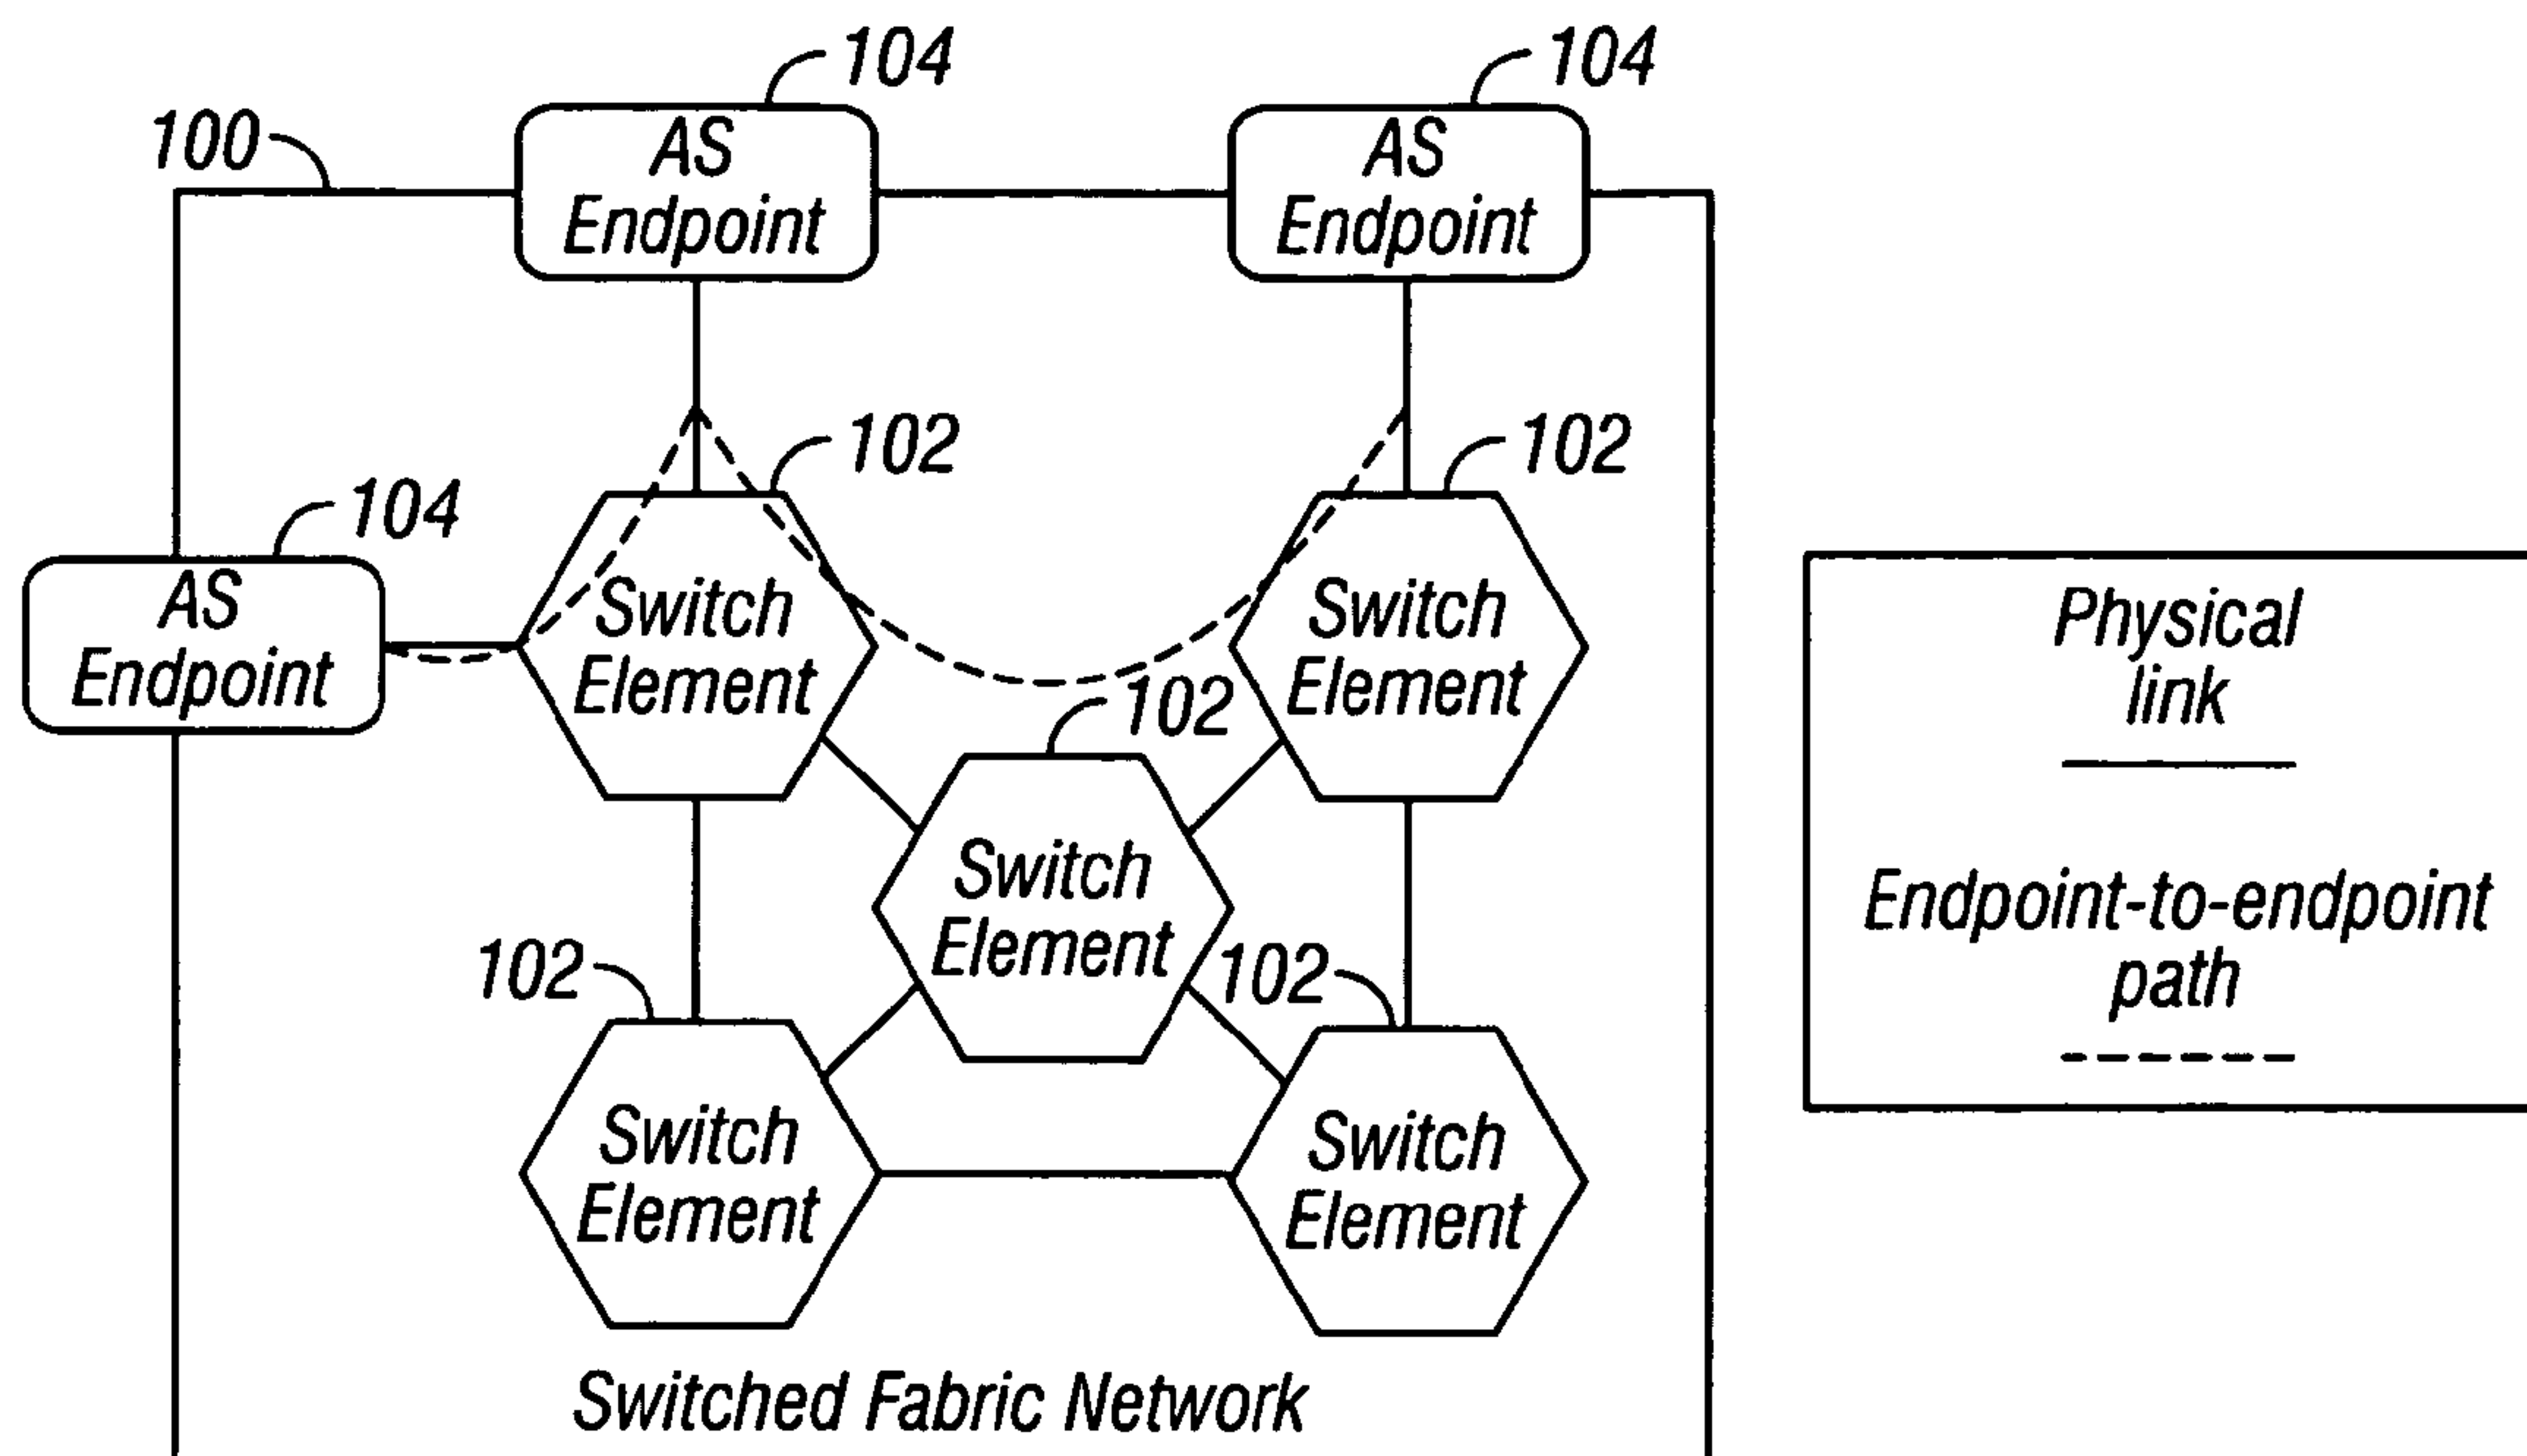 104
104
100
AS
Endpoint
AS
Endpoint
102
102
104
AS
Endpoint
Switch
Element
Switch
Element
102
Switch
Element
102
102
Switch
Element
Switch
Element
Switched Fabric Network
Physical
link
Endpoint-to-endpoint
path